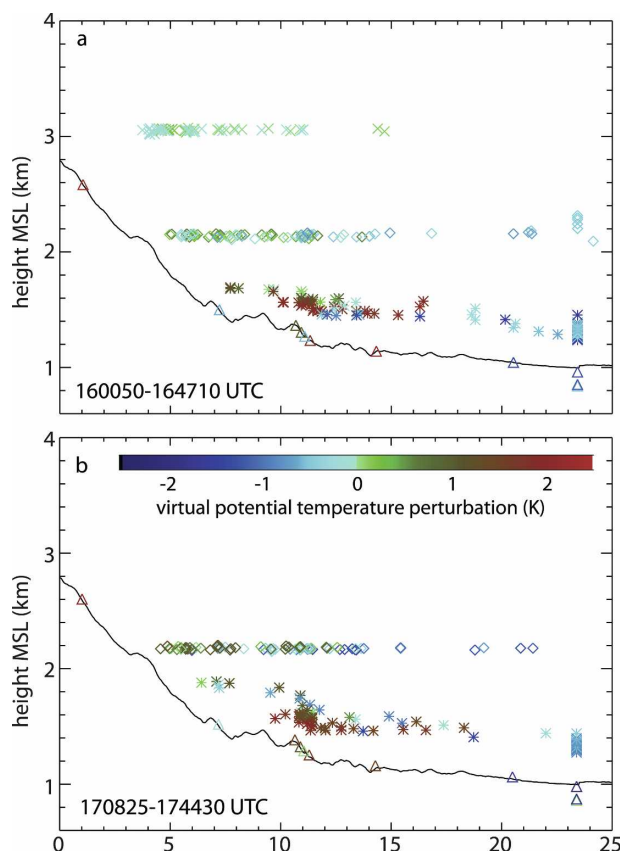 4
a
3
height MSL (km)
2
1
160050-164710 UTC
4
b
-2 -1 0 1 2
virtual potential temperature perturbation (K)
3
height MSL (km)
2
1
170825-174430 UTC
0 5 10 15 20 25